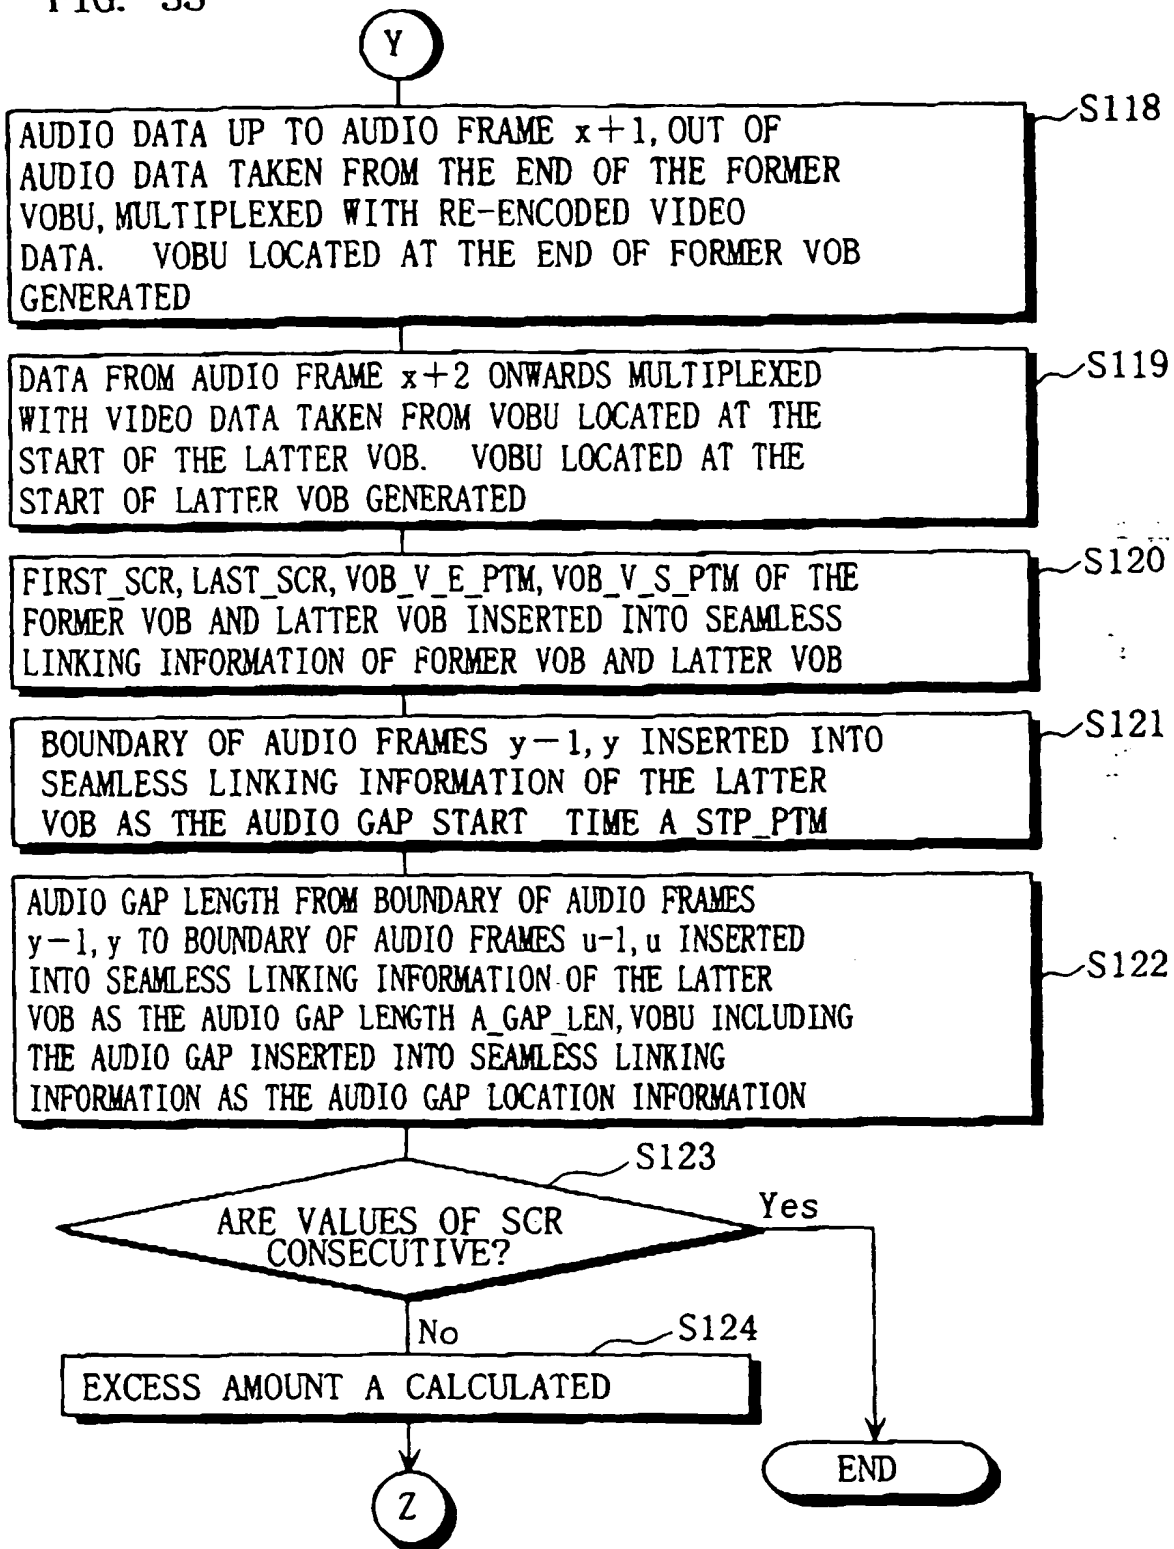 FIG. 33
Y
S118
AUDIO DATA UP TO AUDIO FRAME x+1, OUT OF
AUDIO DATA TAKEN FROM THE END OF THE FORMER
VOBU, MULTIPLEXED WITH RE-ENCODED VIDEO
DATA. VOBU LOCATED AT THE END OF FORMER VOB
GENERATED
S119
DATA FROM AUDIO FRAME x+2 ONWARDS MULTIPLEXED
WITH VIDEO DATA TAKEN FROM VOBU LOCATED AT THE
START OF THE LATTER VOB. VOBU LOCATED AT THE
START OF LATTER VOB GENERATED
S120
FIRST_SCR, LAST_SCR, VOB_V_E_PTM, VOB_V_S_PTM OF THE
FORMER VOB AND LATTER VOB INSERTED INTO SEAMLESS
LINKING INFORMATION OF FORMER VOB AND LATTER VOB
S121
BOUNDARY OF AUDIO FRAMES y-1, y INSERTED INTO
SEAMLESS LINKING INFORMATION OF THE LATTER
VOB AS THE AUDIO GAP START TIME A STP_PTM
S122
AUDIO GAP LENGTH FROM BOUNDARY OF AUDIO FRAMES
y-1, y TO BOUNDARY OF AUDIO FRAMES u-1, u INSERTED
INTO SEAMLESS LINKING INFORMATION OF THE LATTER
VOB AS THE AUDIO GAP LENGTH A_GAP_LEN, VOBU INCLUDING
THE AUDIO GAP INSERTED INTO SEAMLESS LINKING
INFORMATION AS THE AUDIO GAP LOCATION INFORMATION
S123
ARE VALUES OF SCR
CONSECUTIVE?
Yes
No
S124
EXCESS AMOUNT A CALCULATED
END
Z